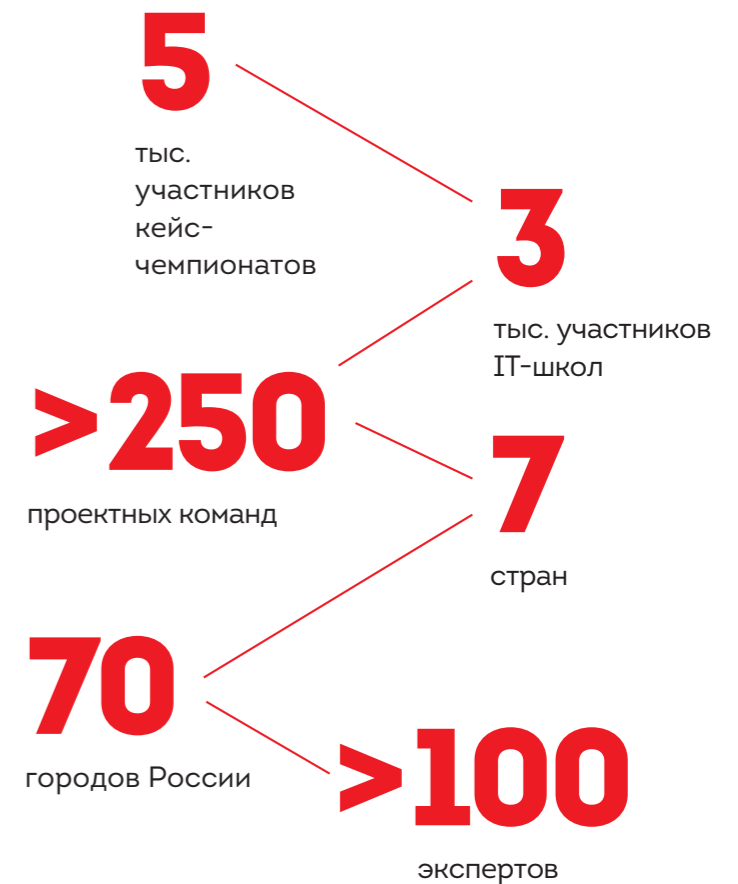 5
тыс.
участников
кейс-
чемпионатов
3
тыс. участников
IT-школ
>250
проектных команд
7
стран
70
городов России
>100
экспертов